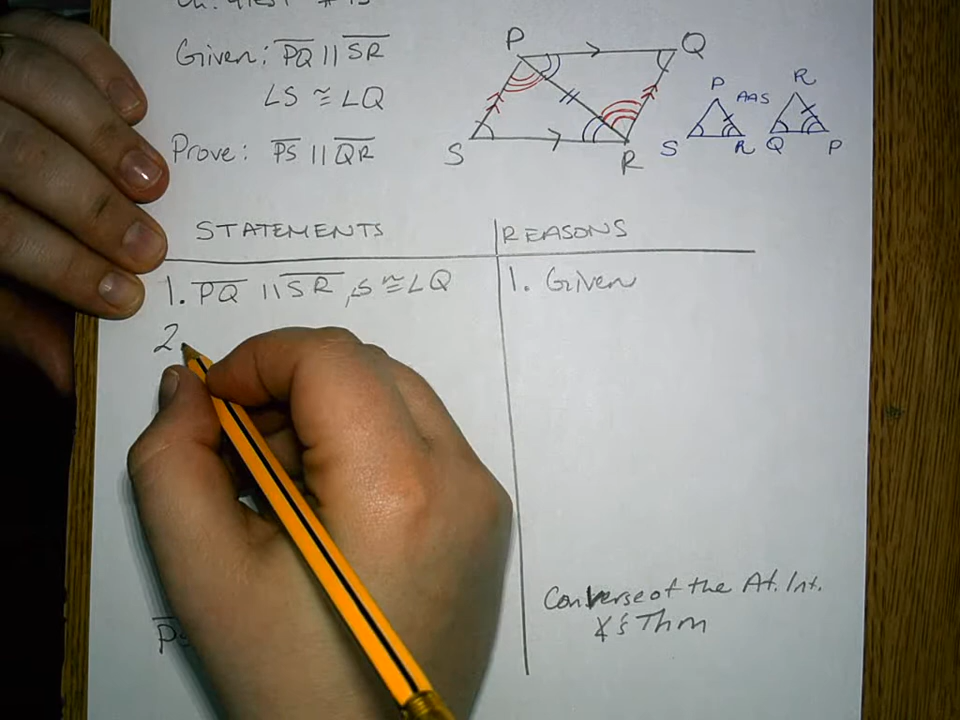 Given: PQ || SR
∠S ≅ ∠Q
Prove: PS || QR
P Q S R
P AAS R
S R Q P
STATEMENTS REASONS
1. PQ || SR, S ≅ ∠Q 1. Given
2.
Converse of the At. Int.
∡'s Thm
PS